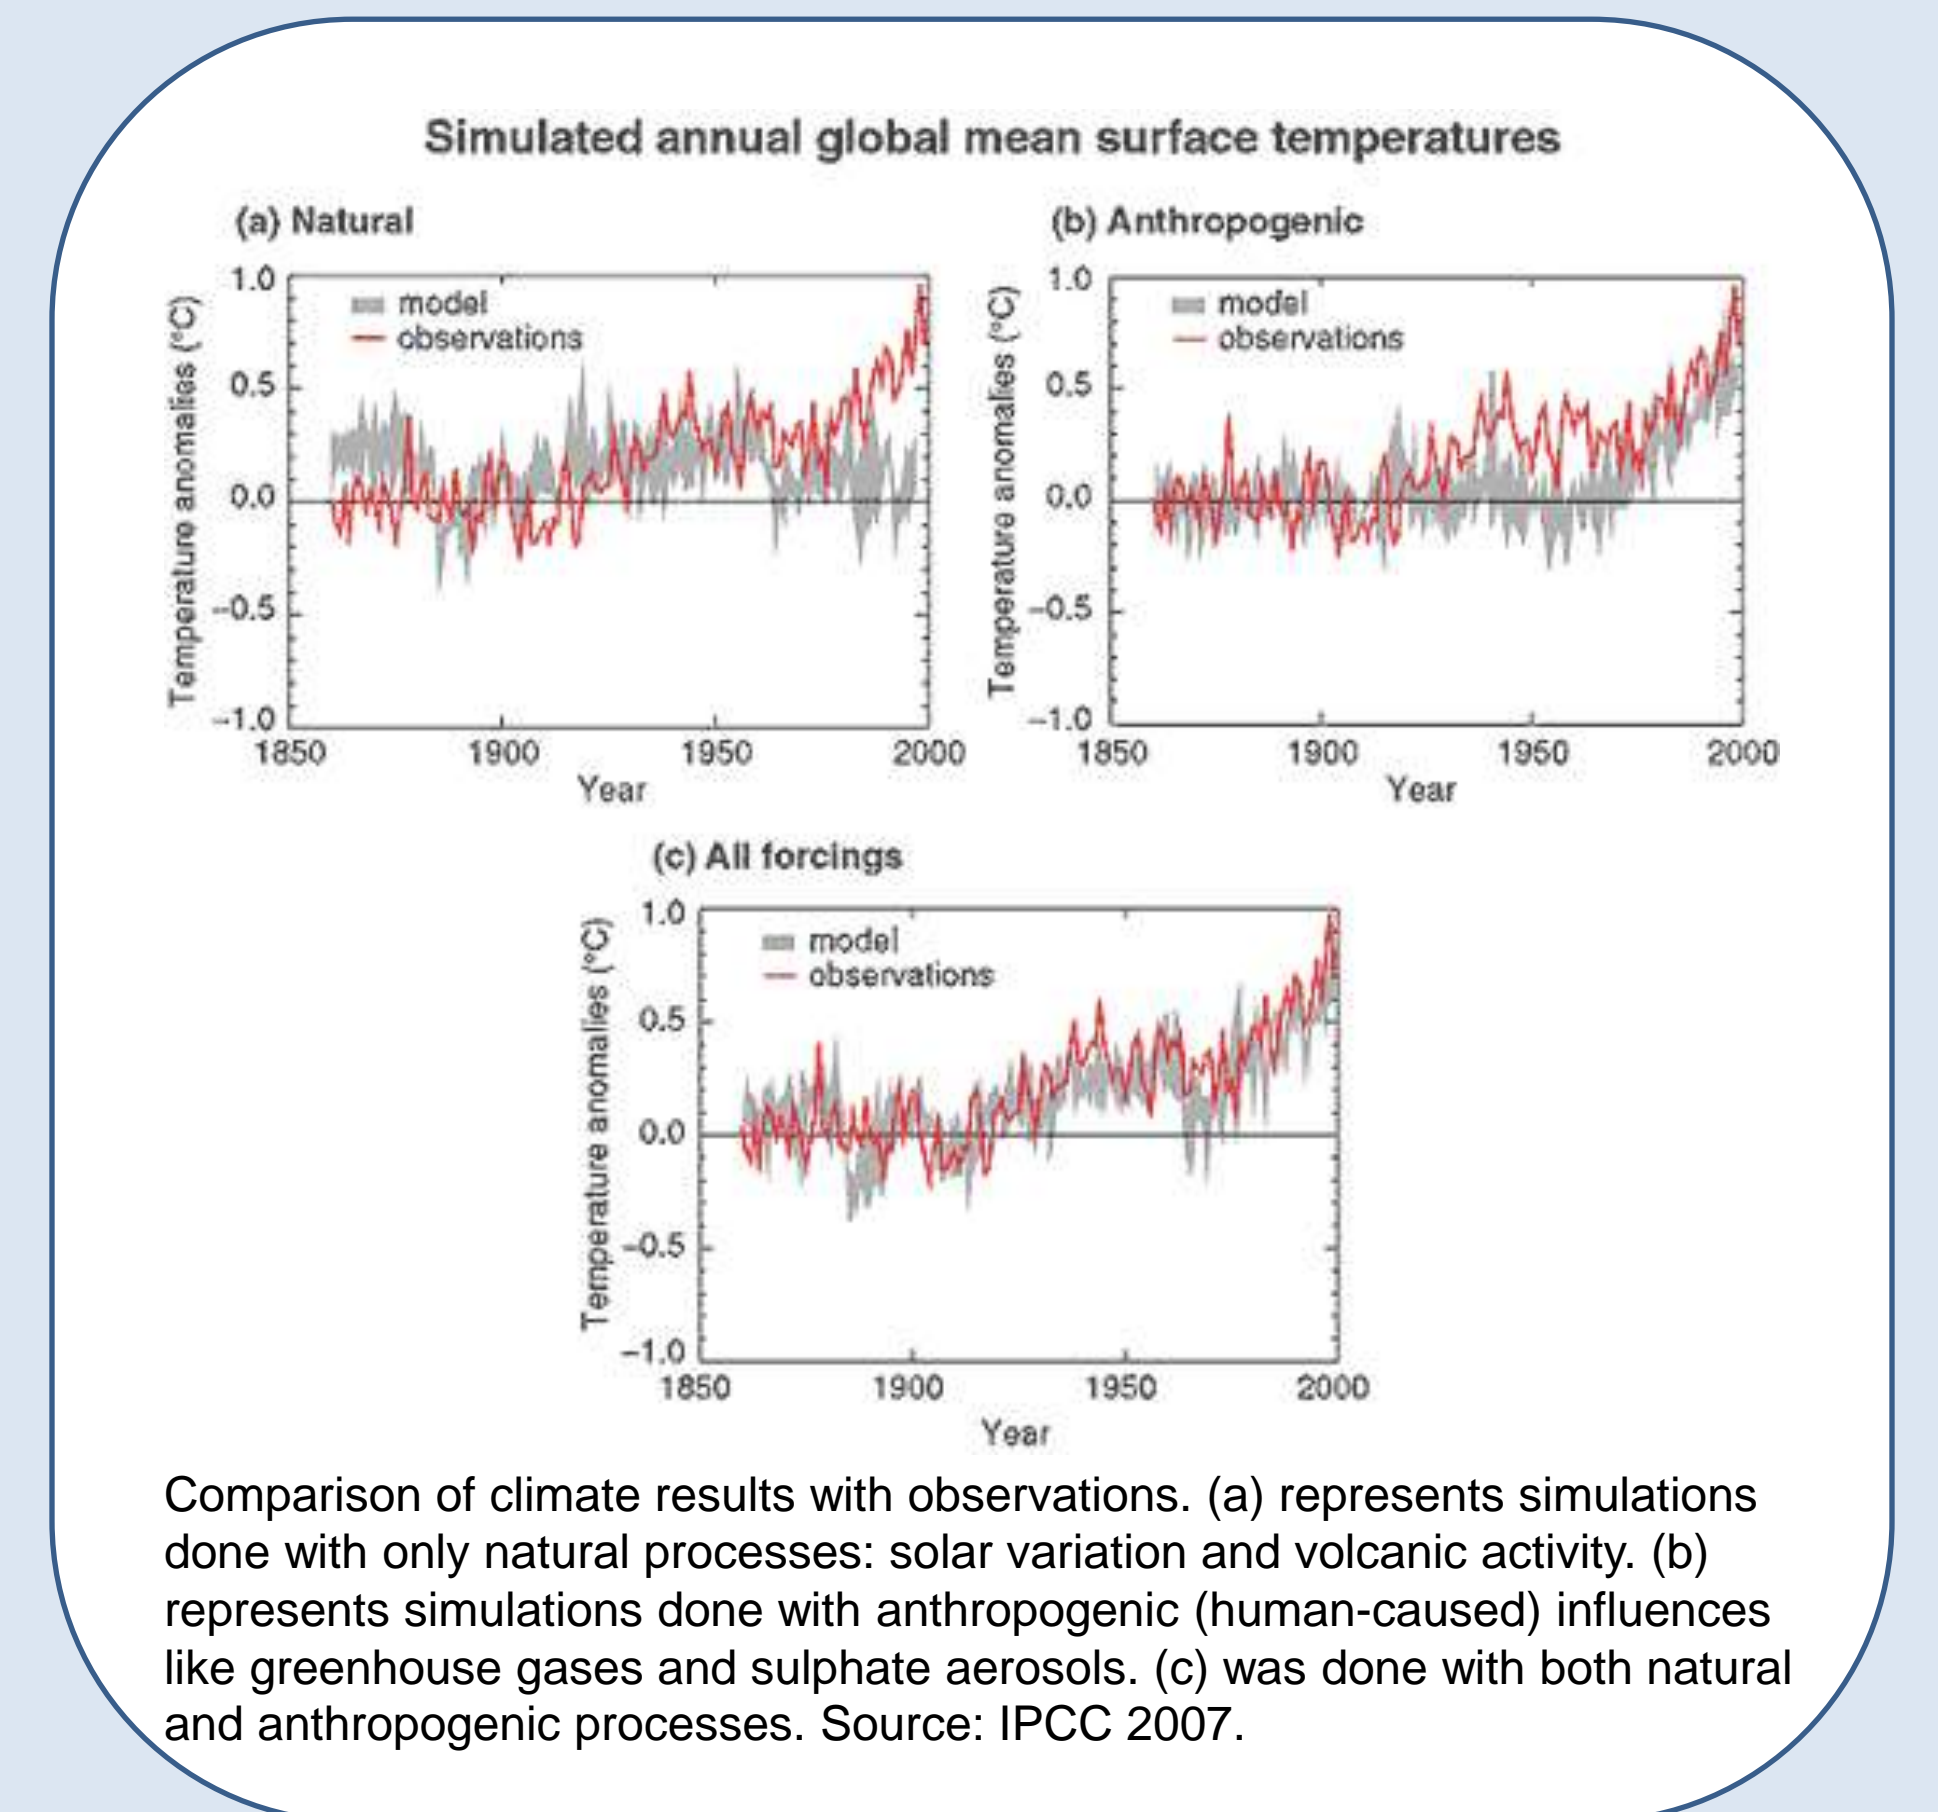 Simulated annual global mean surface temperatures
(a) Natural
Temperature anomalies (°C)
1.0
0.5
0.0
−0.5
−1.0
model
observations
1850 1900 1950 2000
Year
(b) Anthropogenic
Temperature anomalies (°C)
1.0
0.5
0.0
−0.5
−1.0
model
observations
1850 1900 1950 2000
Year
(c) All forcings
Temperature anomalies (°C)
1.0
0.5
0.0
−0.5
−1.0
model
observations
1850 1900 1950 2000
Year
Comparison of climate results with observations. (a) represents simulations
done with only natural processes: solar variation and volcanic activity. (b)
represents simulations done with anthropogenic (human-caused) influences
like greenhouse gases and sulphate aerosols. (c) was done with both natural
and anthropogenic processes. Source: IPCC 2007.